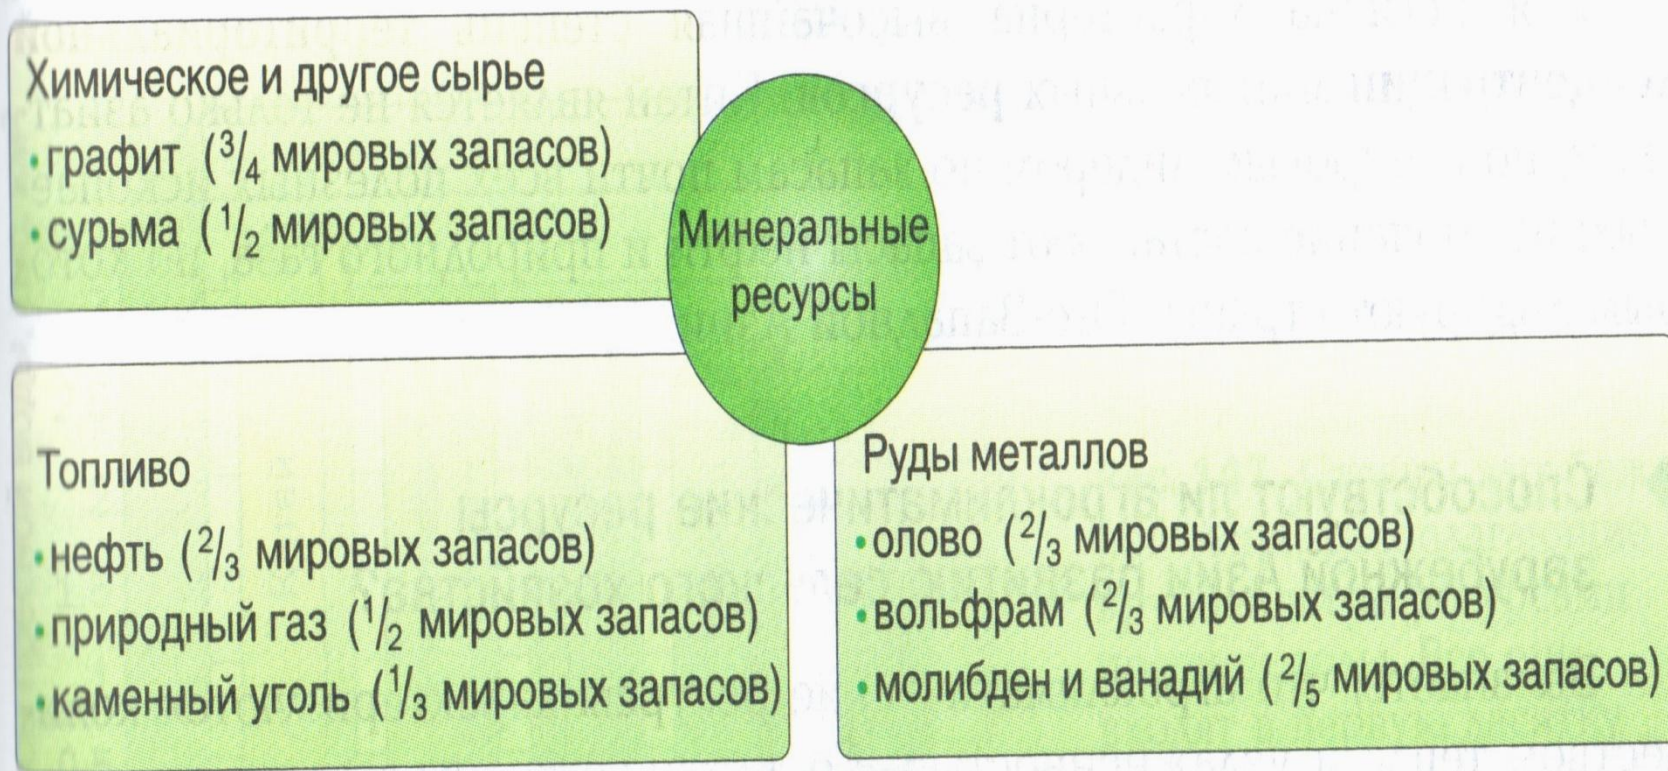 Химическое и другое сырье
• графит (3/4 мировых запасов)
• сурьма (1/2 мировых запасов)
Минеральные
ресурсы
Топливо
• нефть (2/3 мировых запасов)
• природный газ (1/2 мировых запасов)
• каменный уголь (1/3 мировых запасов)
Руды металлов
• олово (2/3 мировых запасов)
• вольфрам (2/3 мировых запасов)
• молибден и ванадий (2/5 мировых запасов)